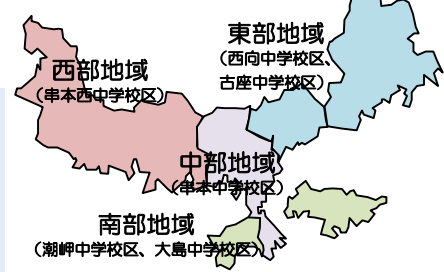 東部地域
（西向中学校区、
古座中学校区）
西部地域
（串本西中学校区）
中部地域
（串本中学校区）
南部地域
（潮岬中学校区、大島中学校区）